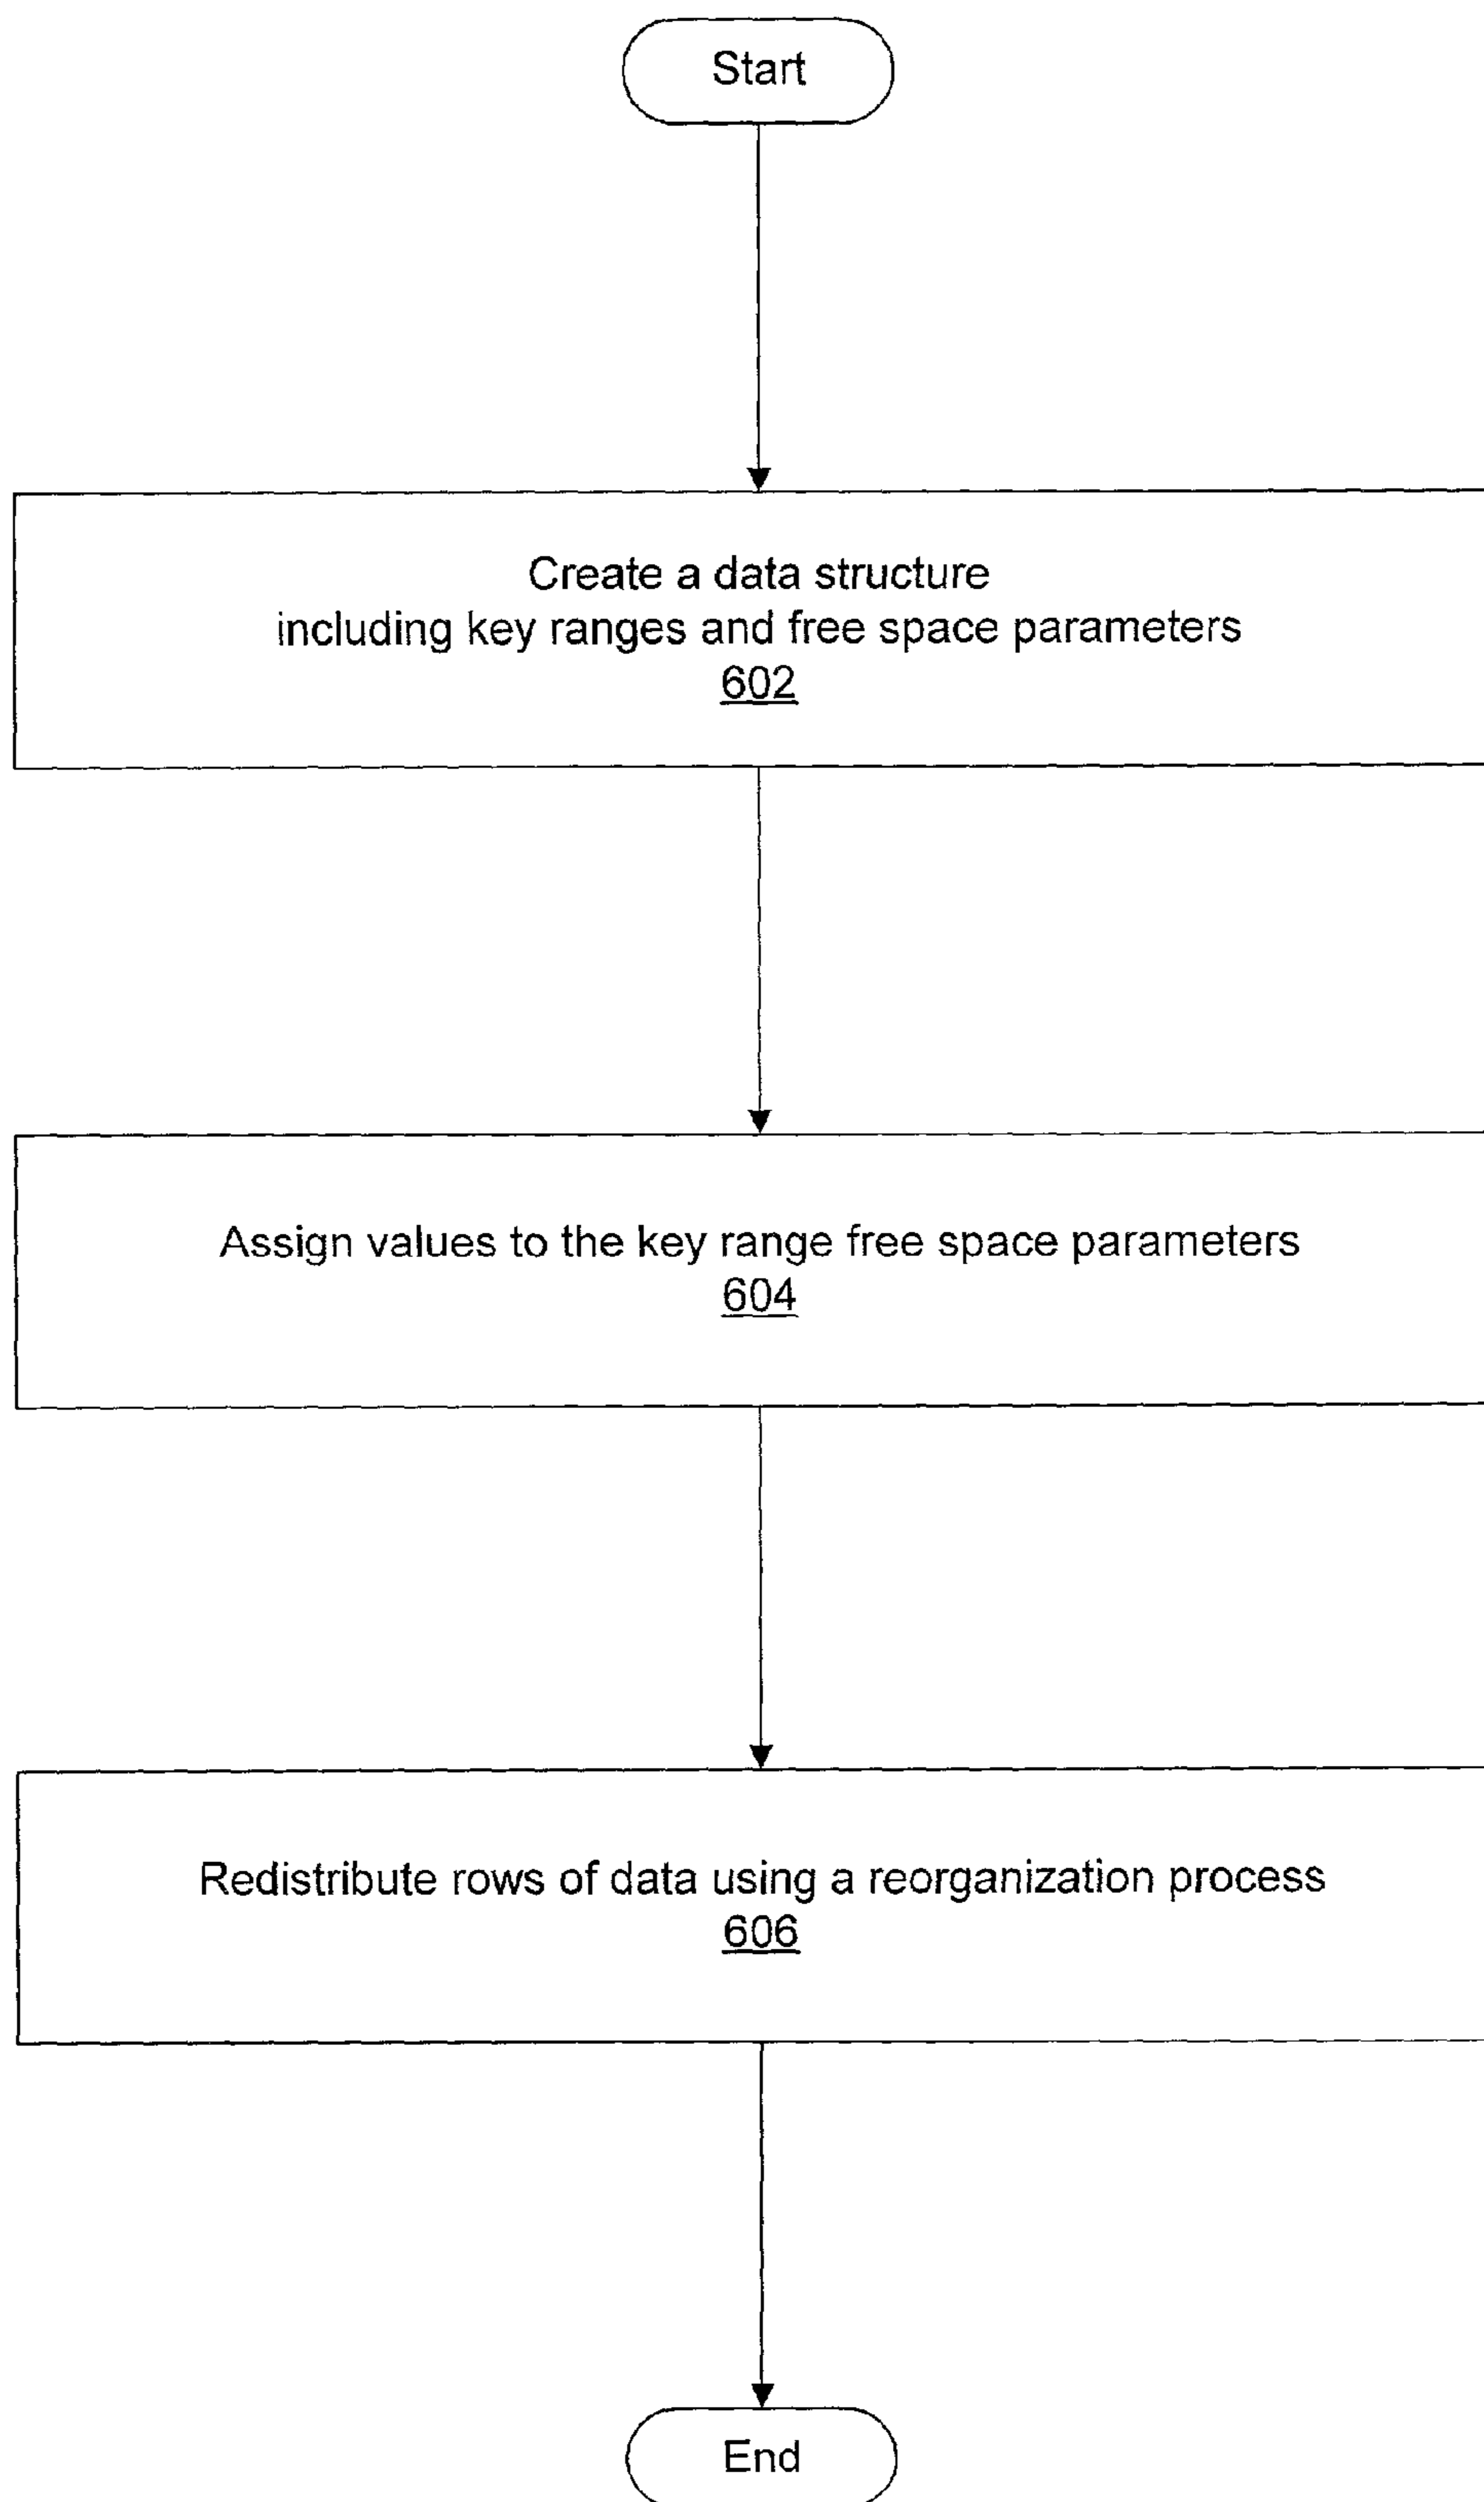 Start
Create a data structure
including key ranges and free space parameters
602
Assign values to the key range free space parameters
604
Redistribute rows of data using a reorganization process
606
End